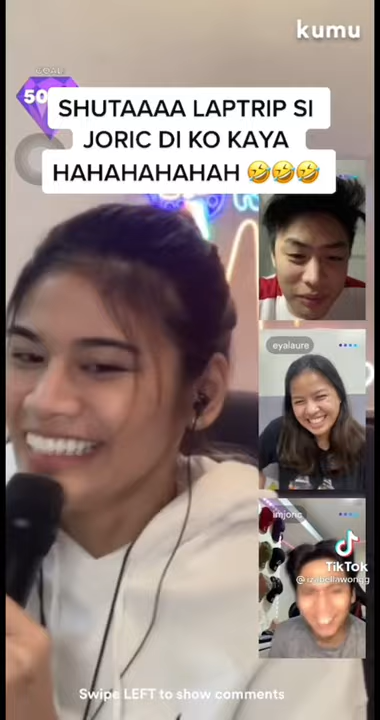 kumu
GOAL:
50
SHUTAAAA LAPTRIP SI
JORIC DI KO KAYA
HAHAHAHAHAH 🤣🤣🤣
eyalaure
imjoric
TikTok
@izabellawongg
Swipe LEFT to show comments